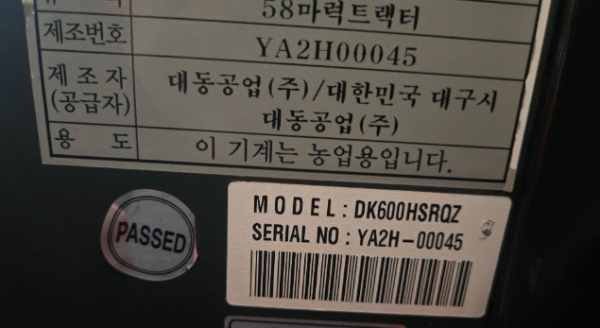 58마력트랙터
제조번호 YA2H00045
제 조 자 대동공업(주)/대한민국 대구시
(공급자) 대동공업(주)
용 도 이 기계는 농업용입니다.
PASSED
MODEL : DK600HSRQZ
SERIAL NO : YA2H-00045